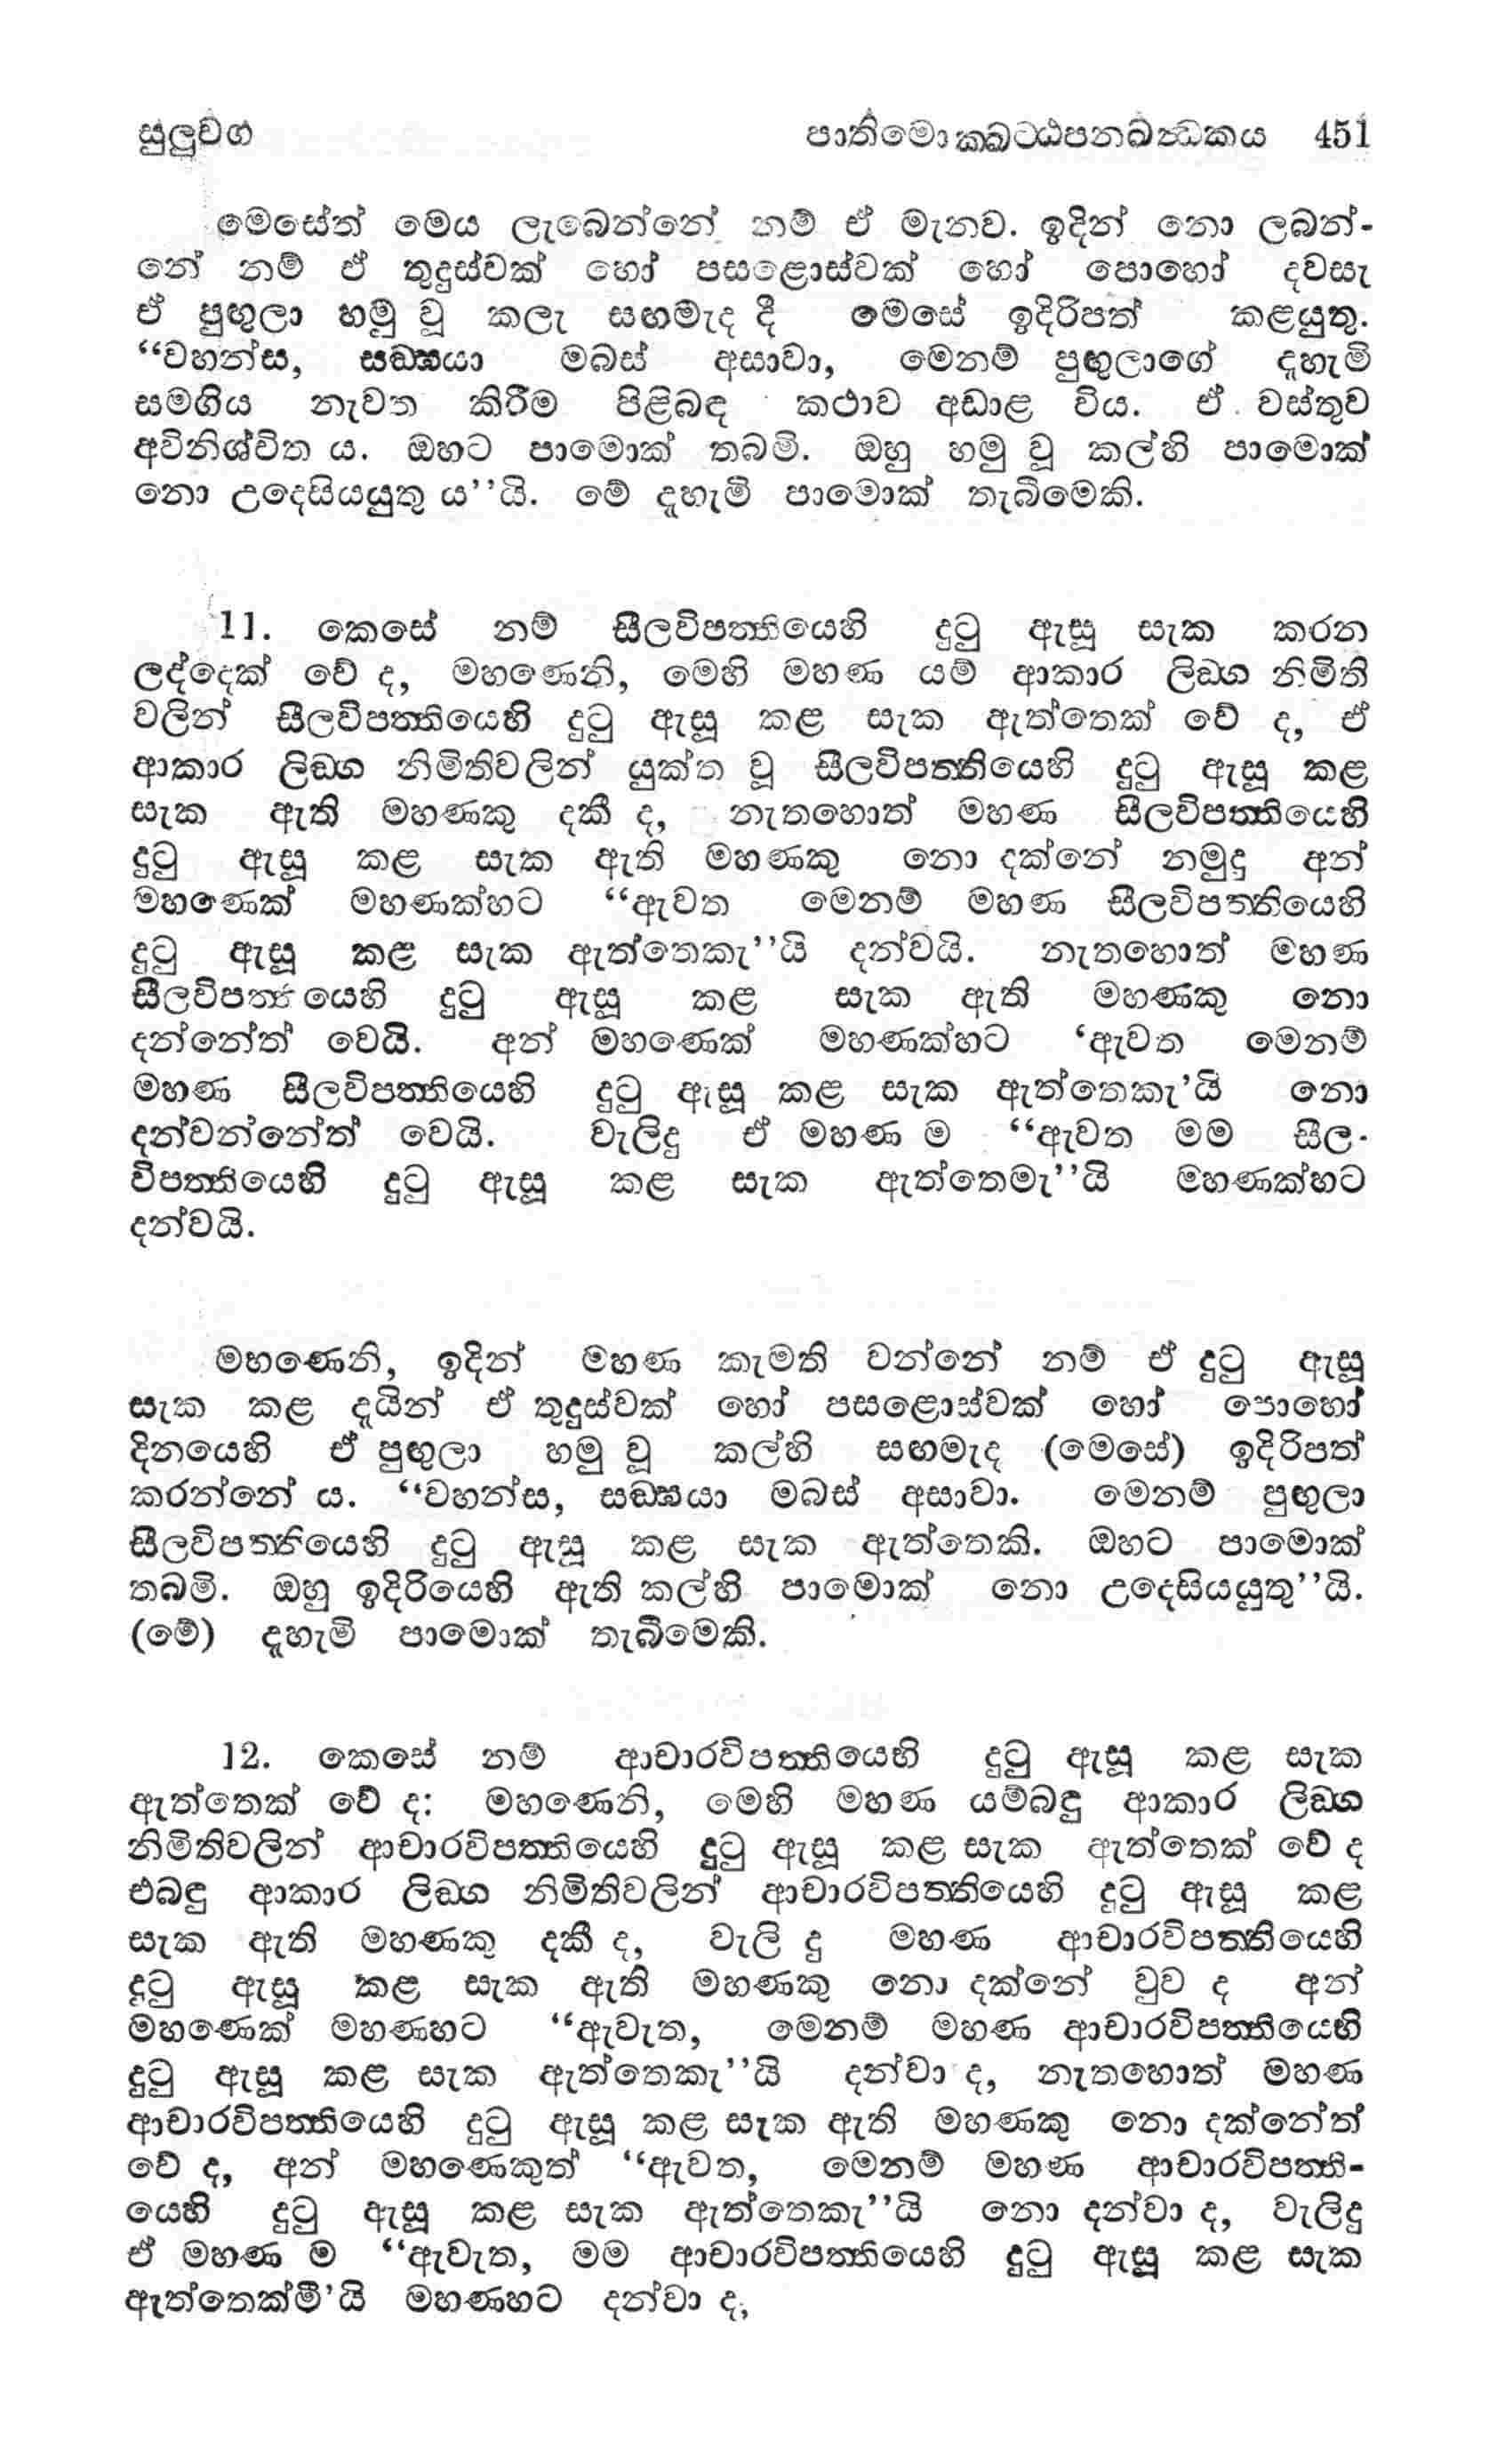 සුලුවග පාතිමොක‍්ඛට‍්ඨපනඛන්‍ධකය 451
මෙසේත් මෙය ලැබෙන්නේ නම් ඒ මැනව. ඉදින් නො ලබන්-
නේ නම් ඒ තුදුස්වක් හෝ පසළොස්වක් හෝ පොහෝ දවසැ
ඒ පුඟුලා හමු වූ කලැ සඟමැද දී මෙසේ ඉදිරිපත් කළයුතු.
“වහන්ස, සඞ්ඝයා මබස් අසාවා, මෙනම් පුඟුලාගේ දැහැමි
සමගිය නැවත කිරීම පිළිබඳ කථාව අඩාළ විය. ඒ වස්තුව
අවිනිශ්චිත ය. ඔහට පාමොක් තබමි. ඔහු හමු වූ කල්හි පාමොක්
නො උදෙසියයුතු ය’’යි. මේ දැහැමි පාමොක් තැබීමෙකි.
11. කෙසේ නම් සීලවිපත්‍තියෙහි දුටු ඇසූ සැක කරන
ලද්දෙක් වේ ද, මහණෙනි, මෙහි මහණ යම් ආකාර ලිඞ්ග නිමිති
වලින් සීලවිපත්‍තියෙහි දුටු ඇසූ කළ සැක ඇත්තෙක් වේ ද, ඒ
ආකාර ලිඞ්ග නිමිතිවලින් යුක්ත වූ සීලවිපත්‍තියෙහි දුටු ඇසූ කළ
සැක ඇති මහණකු දකී ද, නැතහොත් මහණ සීලවිපත්‍තියෙහි
දුටු ඇසූ කළ සැක ඇති මහණකු නො දක්නේ නමුදු අන්
මහණෙක් මහණක්හට “ඇවත මෙනම් මහණ සීලවිපත්‍තියෙහි
දුටු ඇසූ කළ සැක ඇත්තෙකැ’’යි දන්වයි. නැතහොත් මහණ
සීලවිපත්‍තියෙහි දුටු ඇසූ කළ සැක ඇති මහණකු නො
දන්නේත් වෙයි. අන් මහණෙක් මහණක්හට ‘ඇවත මෙනම්
මහණ සීලවිපත්‍තියෙහි දුටු ඇසූ කළ සැක ඇත්තෙකැ’යි නො
දන්වන්නේත් වෙයි. වැලිදු ඒ මහණ ම “ඇවත මම සීල-
විපත්‍තියෙහි දුටු ඇසූ කළ සැක ඇත්තෙමැ’’යි මහණක්හට
දන්වයි.
මහණෙනි, ඉදින් මහණ කැමති වන්නේ නම් ඒ දුටු ඇසූ
සැක කළ දැයින් ඒ තුදුස්වක් හෝ පසළොස්වක් හෝ පොහෝ
දිනයෙහි ඒ පුඟුලා හමු වූ කල්හි සඟමැද (මෙසේ) ඉදිරිපත්
කරන්නේ ය. “වහන්ස, සඞ්ඝයා මබස් අසාවා. මෙනම් පුඟුලා
සීලවිපත්‍තියෙහි දුටු ඇසූ කළ සැක ඇත්තෙකි. ඔහට පාමොක්
තබමි. ඔහු ඉදිරියෙහි ඇති කල්හි පාමොක් නො උදෙසියයුතු’’යි.
(මේ) දැහැමි පාමොක් තැබීමෙකි.
12. කෙසේ නම් ආචාරවිපත්‍තියෙහි දුටු ඇසූ කළ සැක
ඇත්තෙක් වේ ද: මහණෙනි, මෙහි මහණ යම්බඳු ආකාර ලිඞ්ග
නිමිතිවලින් ආචාරවිපත්‍තියෙහි දුටු ඇසූ කළ සැක ඇත්තෙක් වේ ද
එබඳු ආකාර ලිඞ්ග නිමිතිවලින් ආචාරවිපත්‍තියෙහි දුටු ඇසූ කළ
සැක ඇති මහණකු දකී ද, වැලි දු මහණ ආචාරවිපත්‍තියෙහි
දුටු ඇසූ කළ සැක ඇති මහණකු නො දක්නේ වුව ද අන්
මහණෙක් මහණහට “ඇවැත, මෙනම් මහණ ආචාරවිපත්‍තියෙහි
දුටු ඇසූ කළ සැක ඇත්තෙකැ’’යි දන්වා ද, නැතහොත් මහණ
ආචාරවිපත්‍තියෙහි දුටු ඇසූ කළ සැක ඇති මහණකු නො දක්නේත්
වේ ද, අන් මහණෙකුත් “ඇවත, මෙනම් මහණ ආචාරවිපත්‍ති-
යෙහි දුටු ඇසූ කළ සැක ඇත්තෙකැ’’යි නො දන්වා ද, වැලිදු
ඒ මහණ ම “ඇවැත, මම ආචාරවිපත්‍තියෙහි දුටු ඇසූ කළ සැක
ඇත්තෙක්මී’යි මහණහට දන්වා ද,